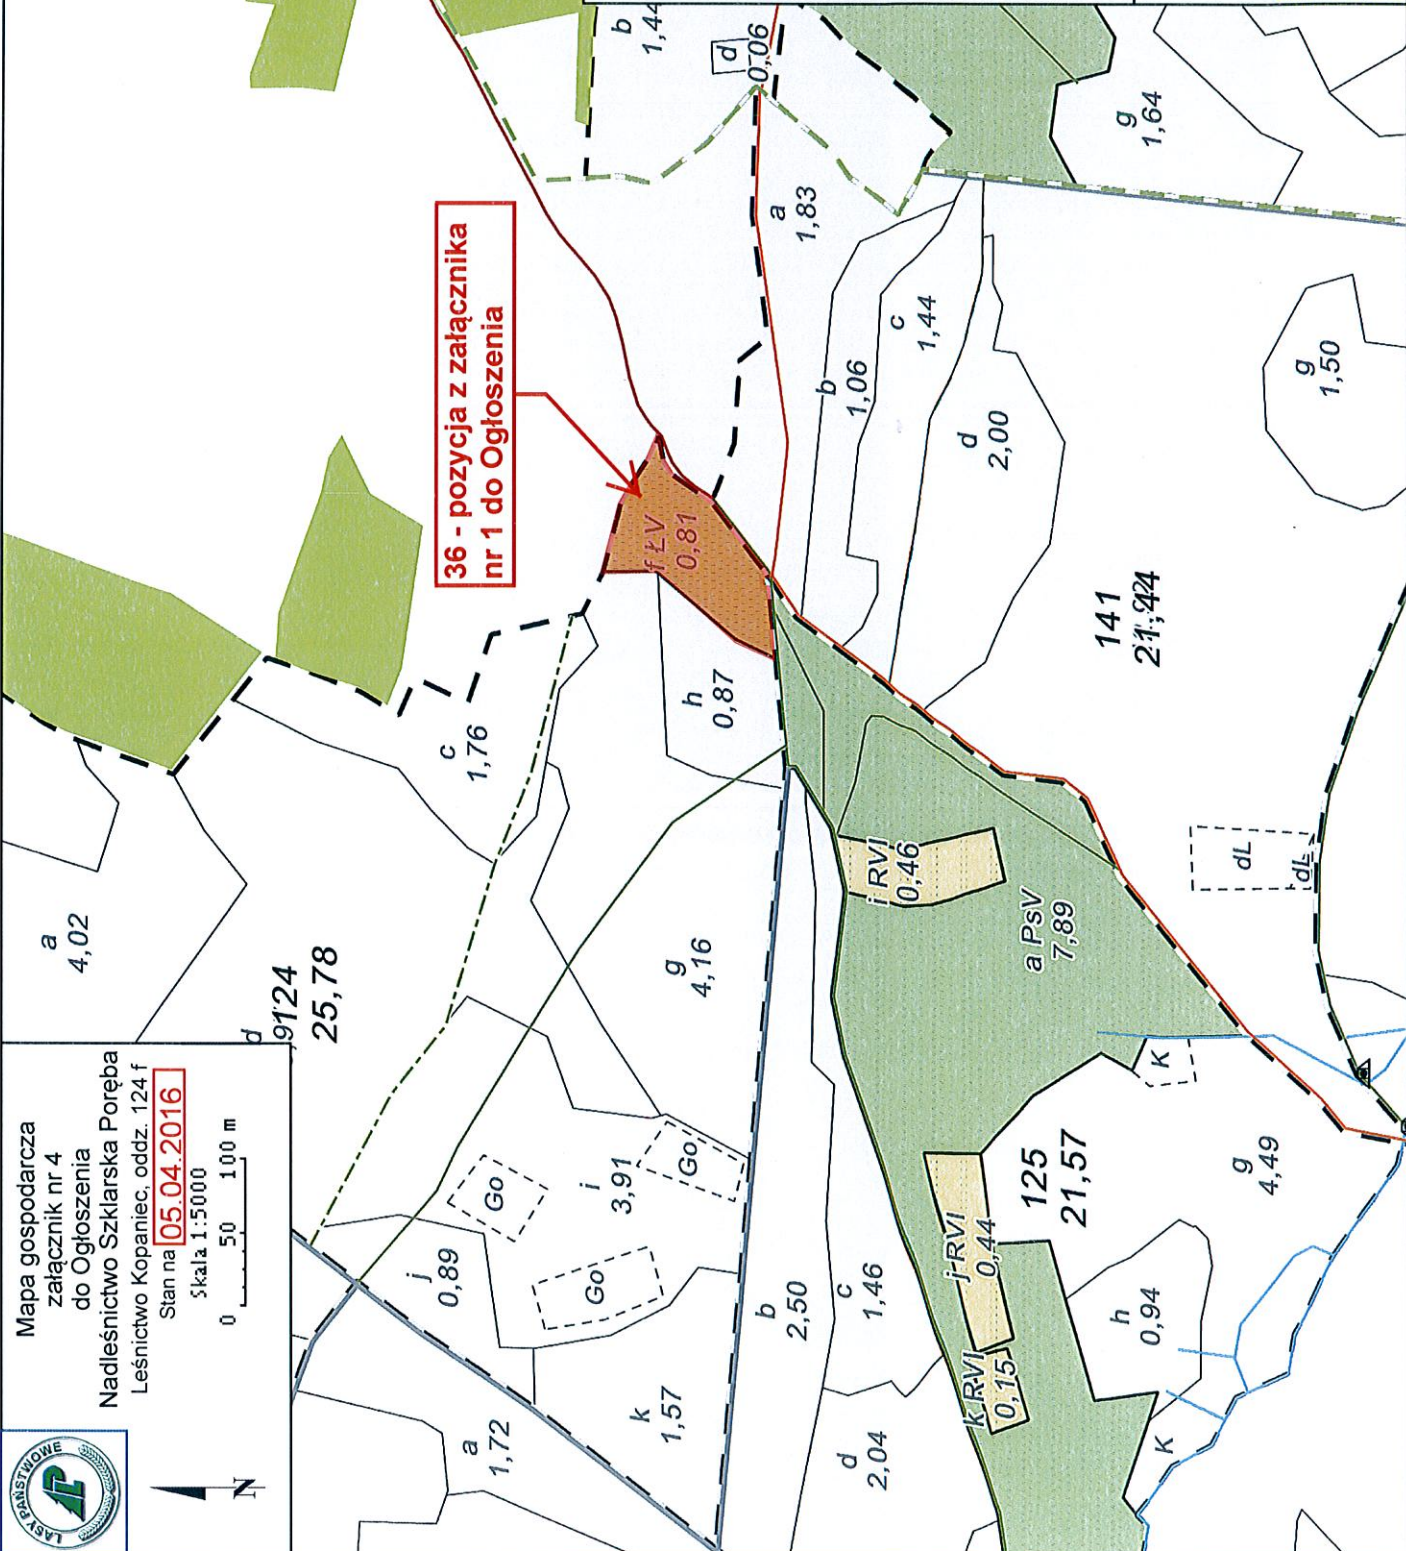 Mapa gospodarcza
załącznik nr 4
do Ogłoszenia
Nadleśnictwo Szklarska Poręba
Leśnictwo Kopaniec, oddz. 124 f
Stan na 05.04.2016
Skala 1:5000
0 50 100 m
LASY PAŃSTWOWE
N
36 - pozycja z załącznika
nr 1 do Ogłoszenia
b
1,44
d
0,06
g
1,64
a
1,83
b
1,06
c
1,44
d
2,00
g
1,50
f ŁV
0,81
h
0,87
c
1,76
a
4,02
d
124
25,78
g
4,16
141
i RVI
0,46
a PsV
7,89
dL
dL
K
Go
Go
Go
i
3,91
j
0,89
k
1,57
a
1,72
b
2,50
c
1,46
d
2,04
j RVI
0,44
k RVI
0,15
125
21,57
g
4,49
h
0,94
K